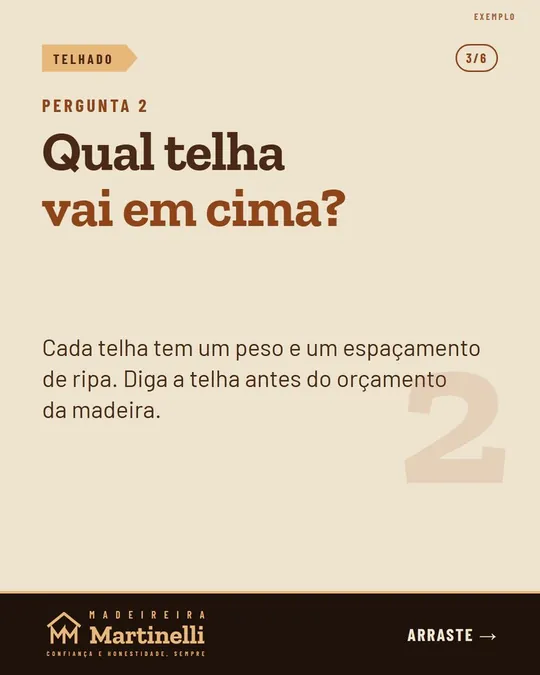 EXEMPLO
TELHADO
3/6
PERGUNTA 2
Qual telha
vai em cima?
Cada telha tem um peso e um espaçamento
de ripa. Diga a telha antes do orçamento
da madeira.
2
MADEIREIRA
Martinelli
CONFIANÇA E HONESTIDADE, SEMPRE
ARRASTE →